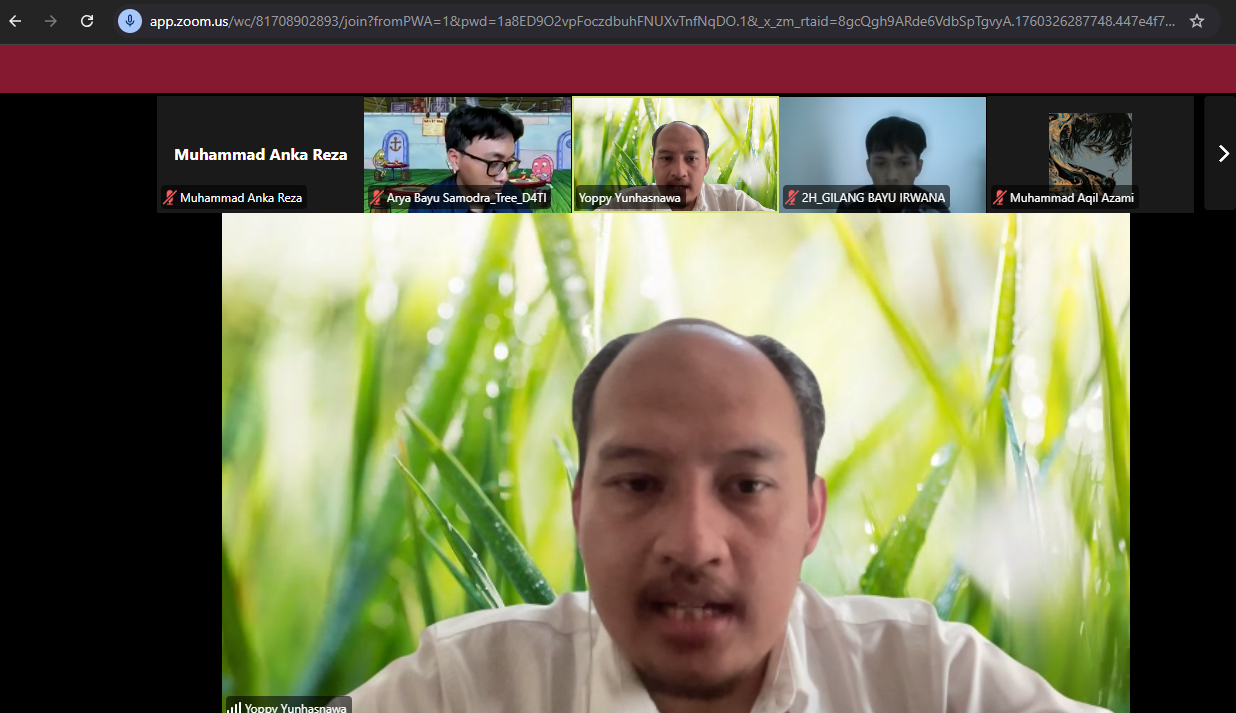 app.zoom.us/wc/81708902893/join?fromPWA=1&pwd=1a8ED9O2vpFoczdbuhFNUXvTnfNqDO.1&_x_zm_rtaid=8gcQgh9ARde6VdbSpTgvyA.1760326287748.447e4f7...
Muhammad Anka Reza
Muhammad Anka Reza
Arya Bayu Samodra_Tree_D4TI
Yoppy Yunhasnawa
2H_GILANG BAYU IRWANA
Muhammad Aqil Azami
Yoppy Yunhasnawa